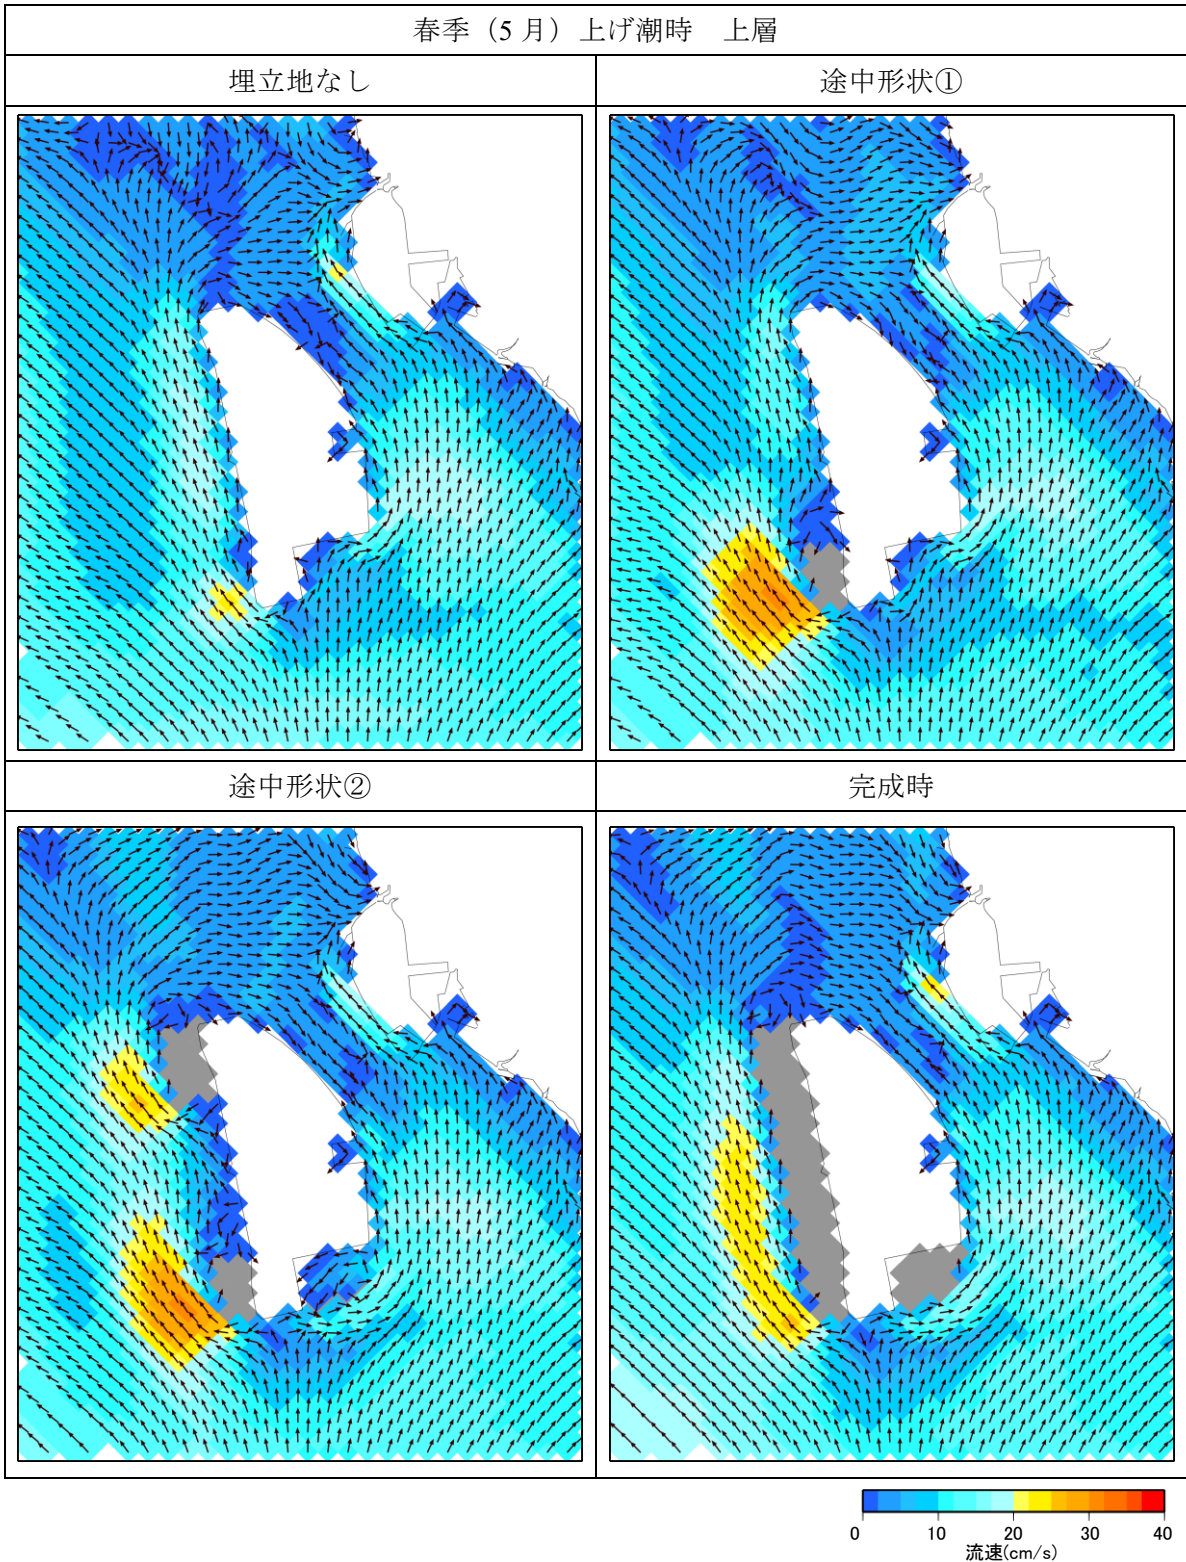 春季（5 月）上げ潮時　上層
埋立地なし
途中形状①
途中形状②
完成時
0 10 20 30 40
流速(cm/s)